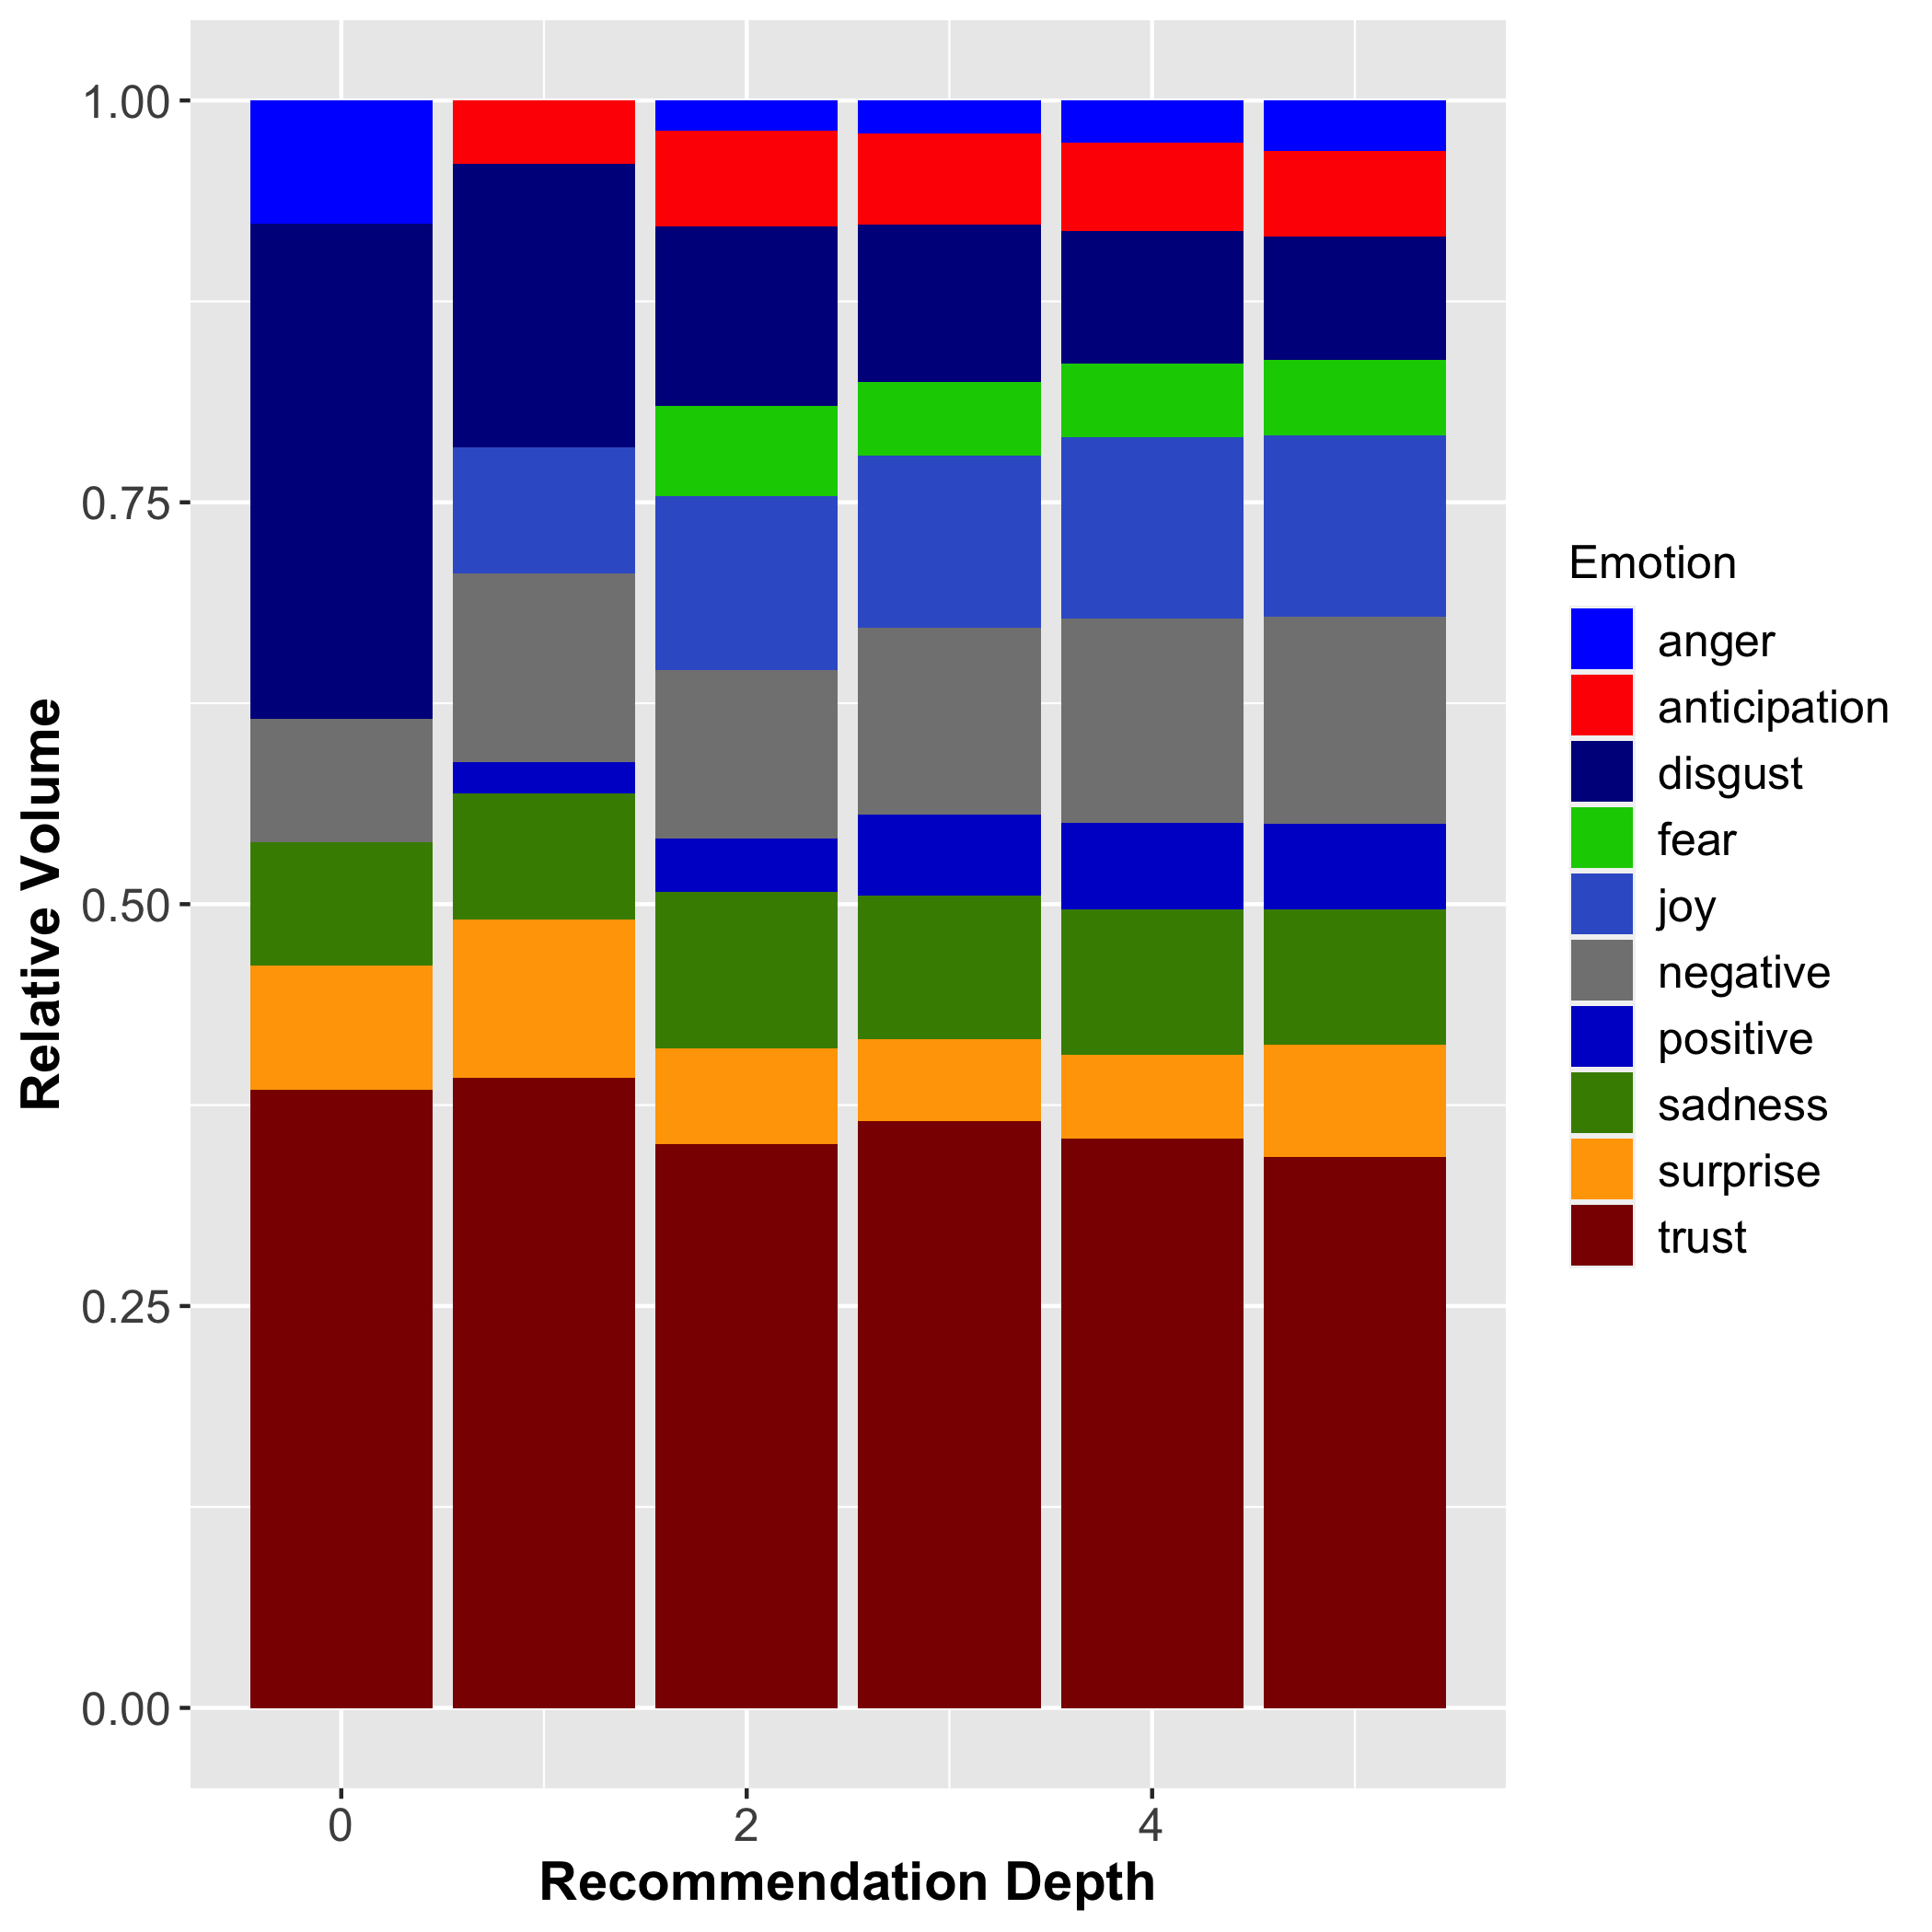 Relative Volume
1.00
0.75
0.50
0.25
0.00
0
2
4
Recommendation Depth
Emotion
anger
anticipation
disgust
fear
joy
negative
positive
sadness
surprise
trust